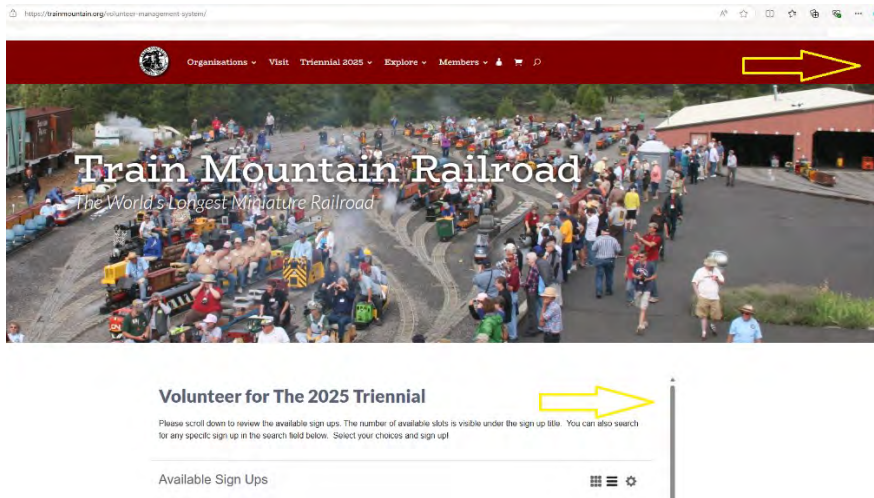 https://trainmountain.org/volunteer-management-system/
Organizations Visit Triennial 2025 Explore Members
Train Mountain Railroad
The World's Longest Miniature Railroad
Volunteer for The 2025 Triennial
Please scroll down to review the available sign ups. The number of available slots is visible under the sign up title. You can also search
for any specifc sign up in the search field below. Select your choices and sign up!
Available Sign Ups